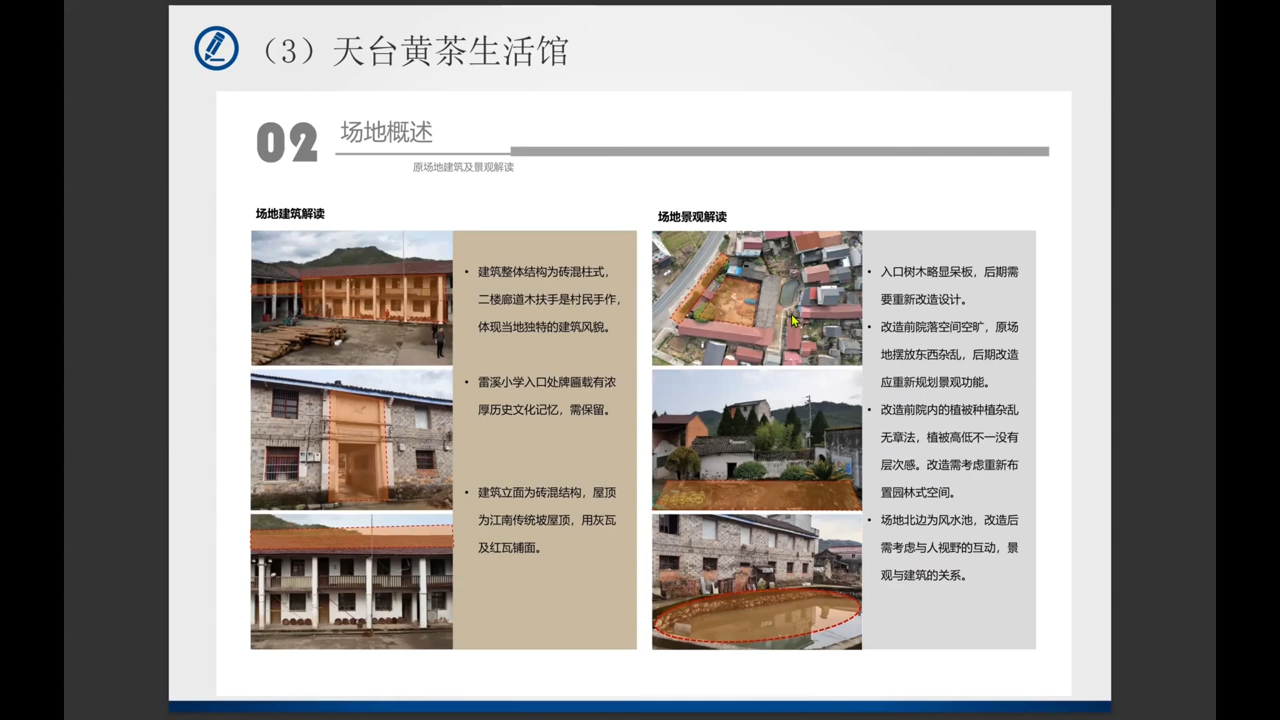 （3）天台黄茶生活馆
02
场地概述
原场地建筑及景观解读
场地建筑解读
• 建筑整体结构为砖混柱式，
二楼廊道木扶手是村民手作，
体现当地独特的建筑风貌。
• 雷溪小学入口处牌匾载有浓
厚历史文化记忆，需保留。
• 建筑立面为砖混结构，屋顶
为江南传统坡屋顶，用灰瓦
及红瓦铺面。
场地景观解读
• 入口树木略显呆板，后期需
要重新改造设计。
• 改造前院落空间空旷，原场
地摆放东西杂乱，后期改造
应重新规划景观功能。
• 改造前院内的植被种植杂乱
无章法，植被高低不一没有
层次感。改造需考虑重新布
置园林式空间。
• 场地北边为风水池，改造后
需考虑与人视野的互动，景
观与建筑的关系。